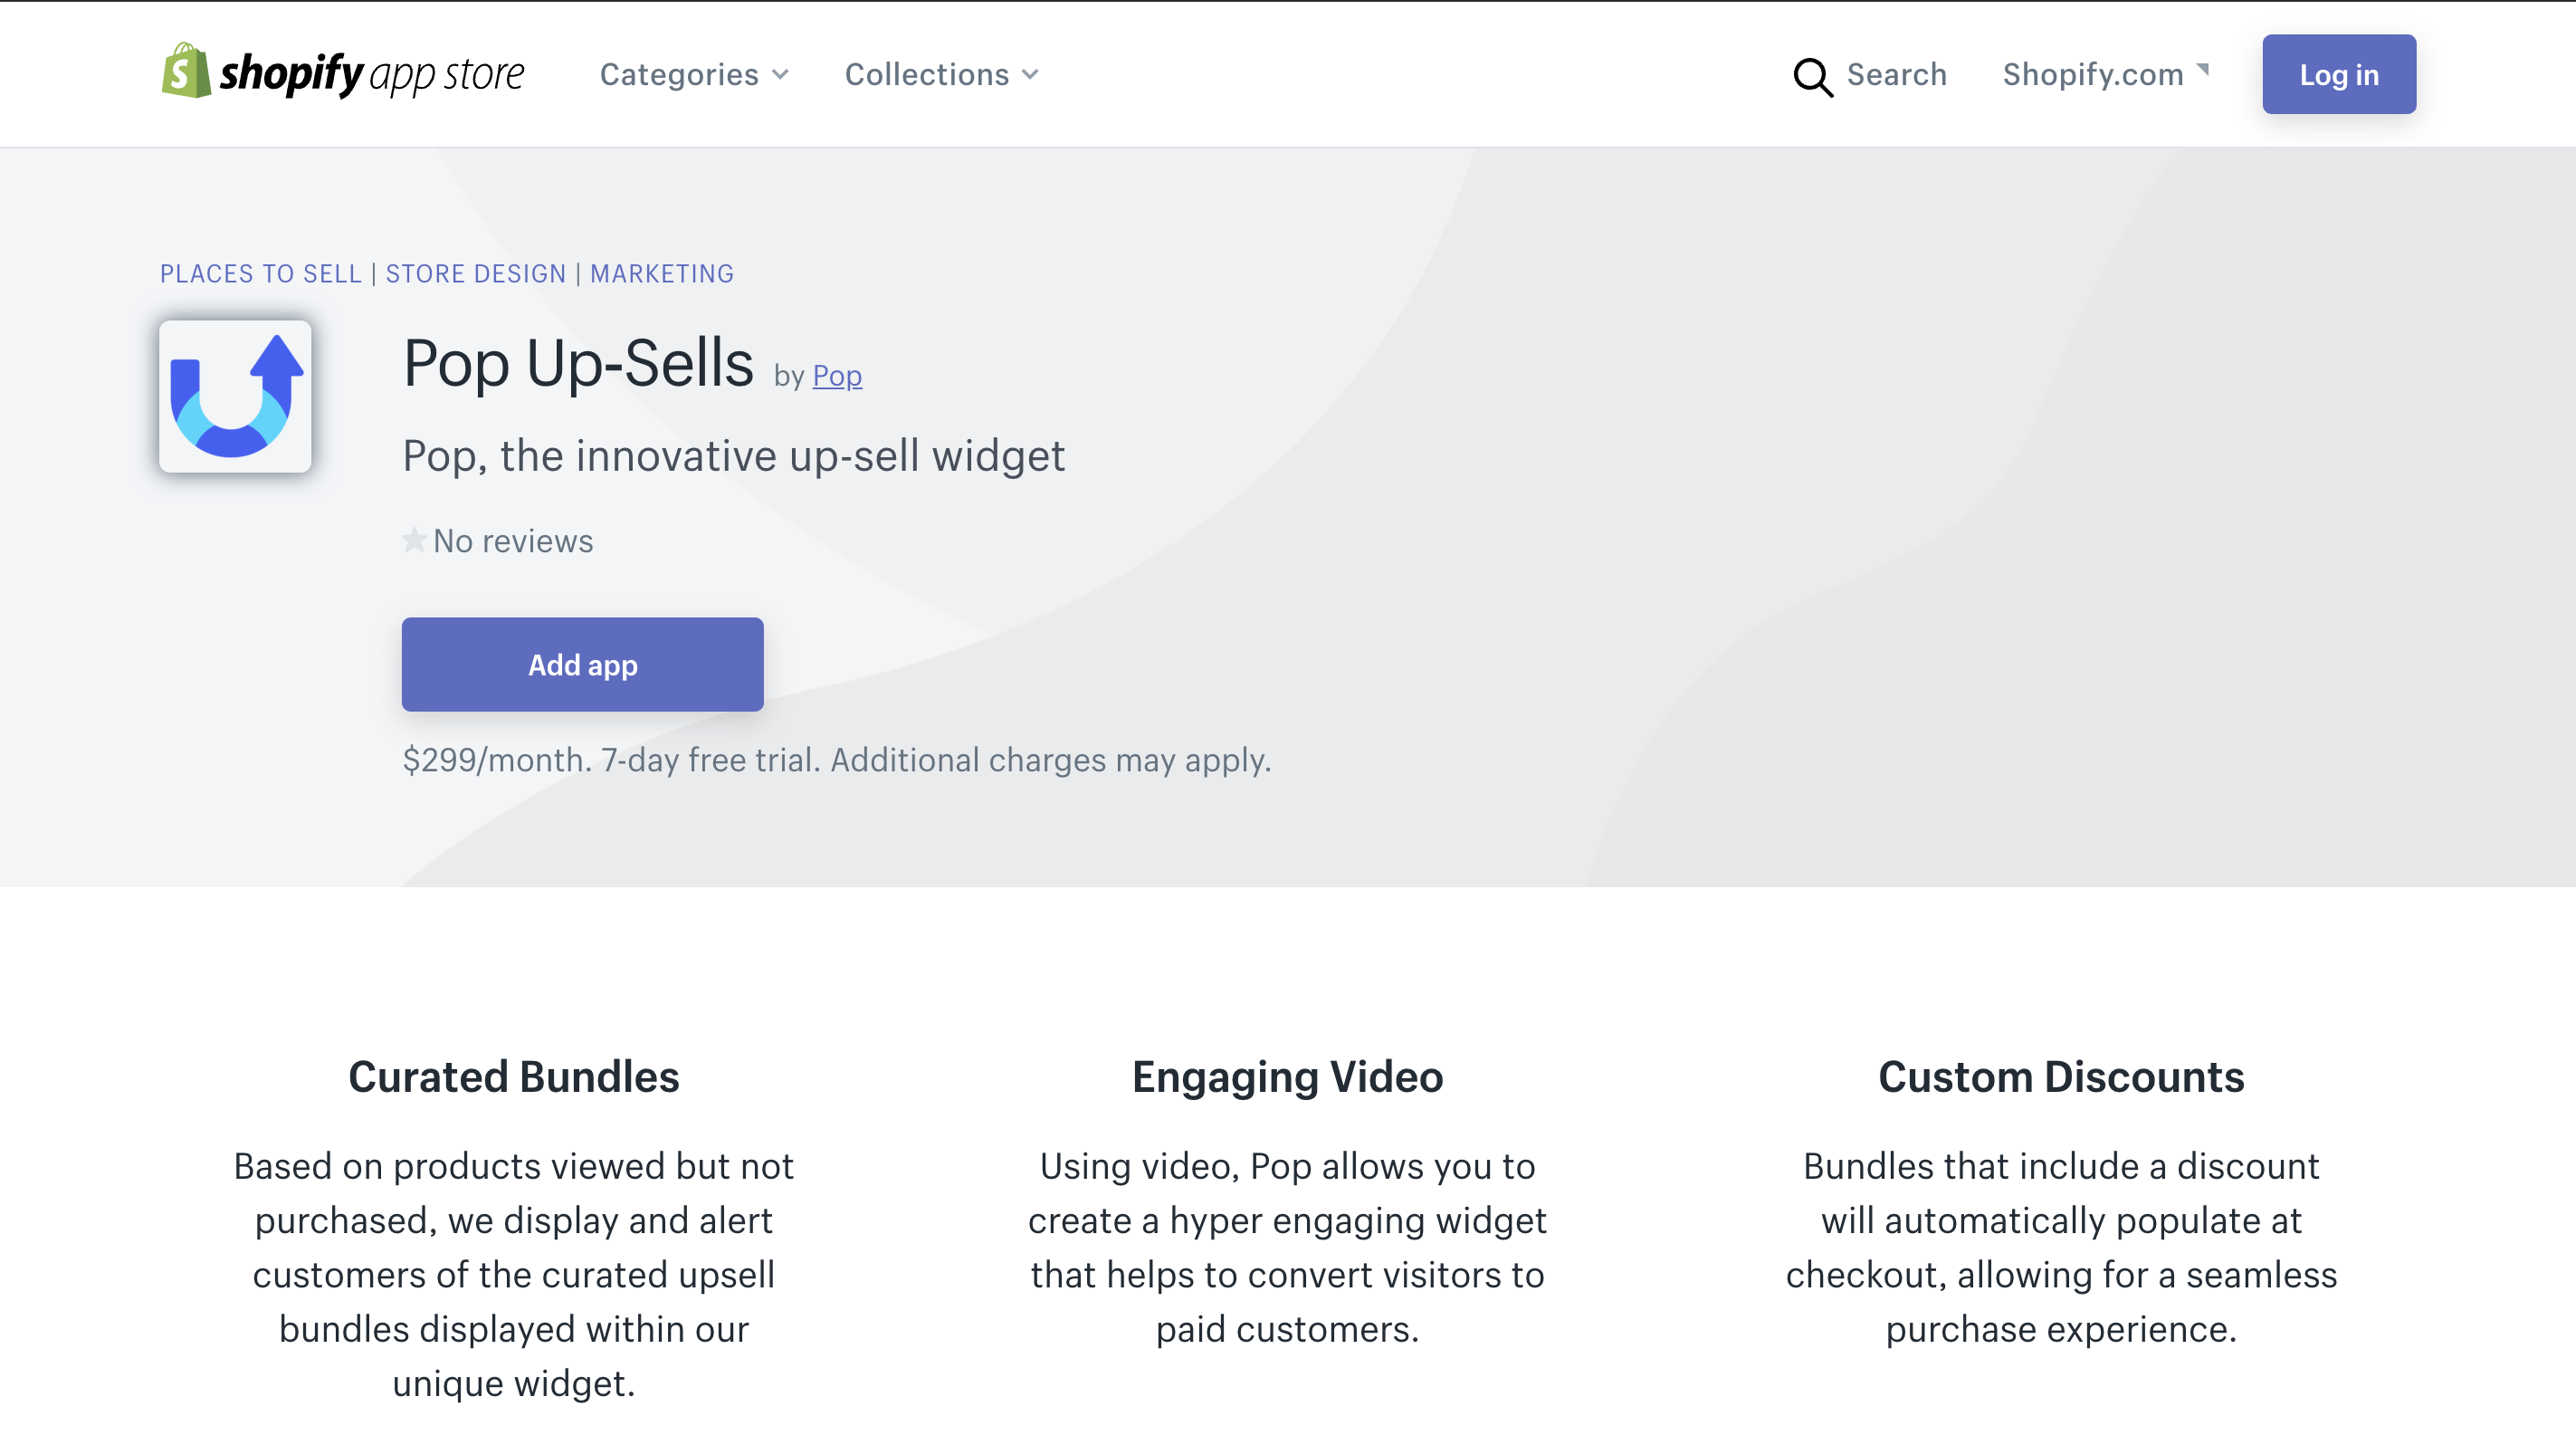 shopify app store
Categories
Collections
Search
Shopify.com
Log in
PLACES TO SELL | STORE DESIGN | MARKETING
Pop Up-Sells by Pop
Pop, the innovative up-sell widget
No reviews
Add app
$299/month. 7-day free trial. Additional charges may apply.
Curated Bundles
Based on products viewed but not
purchased, we display and alert
customers of the curated upsell
bundles displayed within our
unique widget.
Engaging Video
Using video, Pop allows you to
create a hyper engaging widget
that helps to convert visitors to
paid customers.
Custom Discounts
Bundles that include a discount
will automatically populate at
checkout, allowing for a seamless
purchase experience.